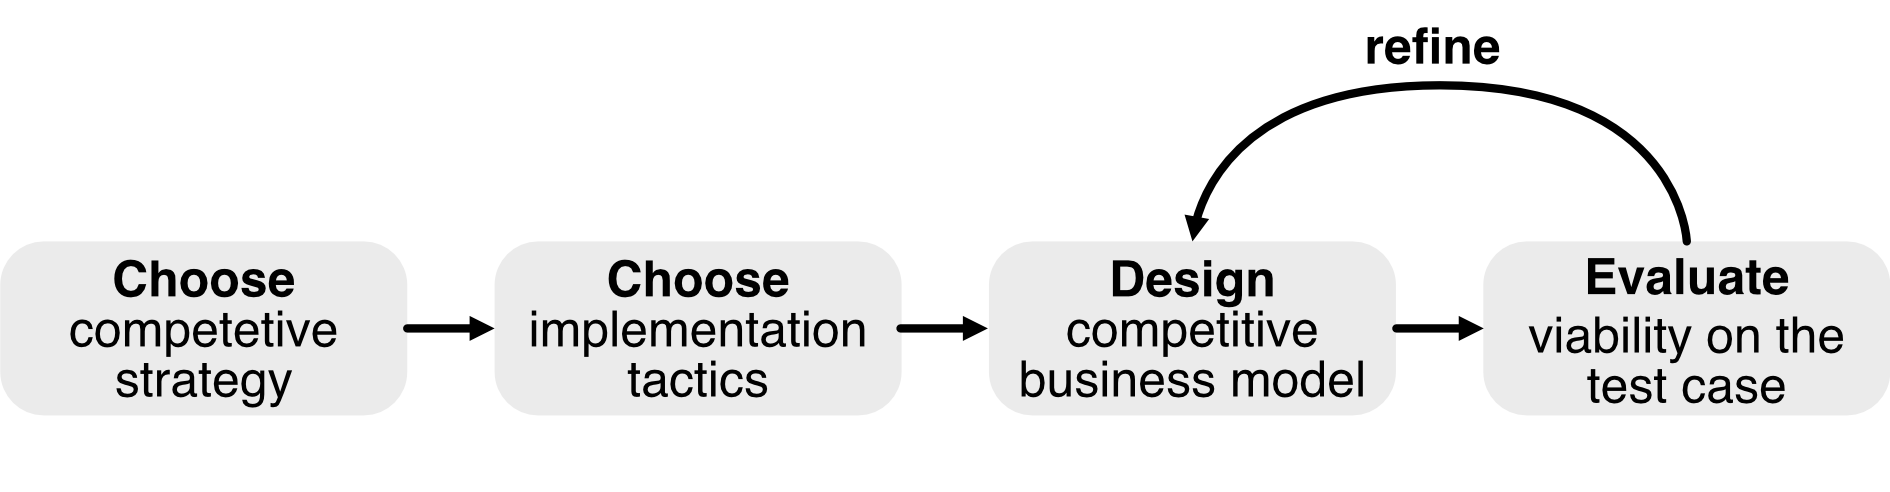 refine
Choose
competetive
strategy
Choose
implementation
tactics
Design
competitive
business model
Evaluate
viability on the
test case